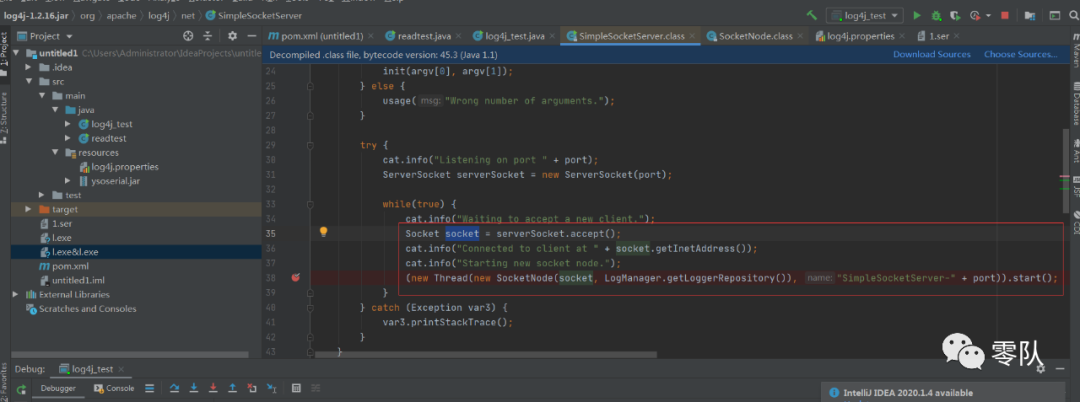 log4j-1.2.16.jar › org › apache › log4j › net › SimpleSocketServer
log4j_test
Project
pom.xml (untitled1) × readtest.java × log4j_test.java × SimpleSocketServer.class × SocketNode.class × log4j.properties × 1.ser ×
Decompiled .class file, bytecode version: 45.3 (Java 1.1) Download Sources Choose Sources...
untitled1 C:\Users\Administrator\IdeaProjects\untitle
.idea
src
main
java
log4j_test
readtest
resources
log4j.properties
ysoserial.jar
test
target
1.ser
l.exe
l.exe&l.exe
pom.xml
untitled1.iml
External Libraries
Scratches and Consoles
1: Project
7: Structure
2: Favorites
24 init(argv[0], argv[1]);
25 } else {
26 usage( msg: "Wrong number of arguments.");
27 }
28
29 try {
30 cat.info("Listening on port " + port);
31 ServerSocket serverSocket = new ServerSocket(port);
32
33 while(true) {
34 cat.info("Waiting to accept a new client.");
35 Socket socket = serverSocket.accept();
36 cat.info("Connected to client at " + socket.getInetAddress());
37 cat.info("Starting new socket node.");
38 (new Thread(new SocketNode(socket, LogManager.getLoggerRepository()), name: "SimpleSocketServer-" + port)).start();
39 }
40 } catch (Exception var3) {
41 var3.printStackTrace();
42 }
43 }
Maven
Database
Ant
零队
Debug: log4j_test ×
Debugger Console
IntelliJ IDEA 2020.1.4 available